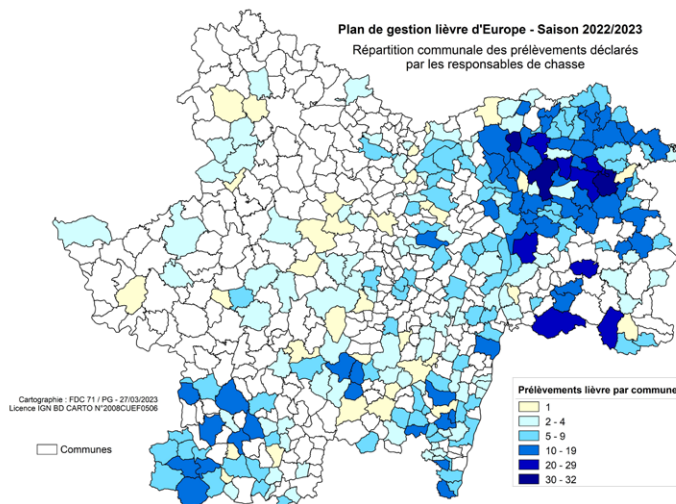 Plan de gestion lièvre d'Europe - Saison 2022/2023
Répartition communale des prélèvements déclarés
par les responsables de chasse
Cartographie : FDC 71 / PG - 27/03/2023
Licence IGN BD CARTO N°2008CUEF0506
Communes
Prélèvements lièvre par commune
1
2 - 4
5 - 9
10 - 19
20 - 29
30 - 32